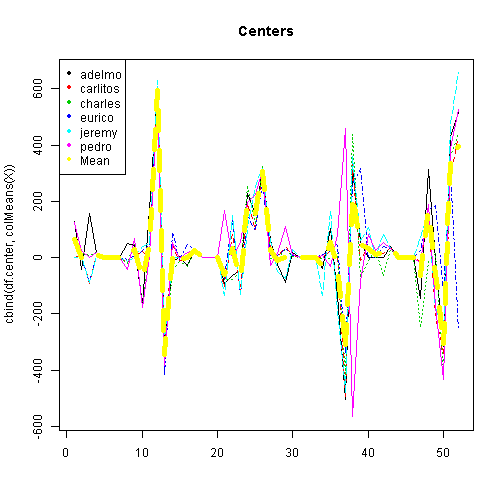 Centers
adelmo
carlitos
charles
eurico
jeremy
pedro
Mean
cbind(df.center, colMeans(X))
600
400
200
0
-200
-400
-600
0
10
20
30
40
50